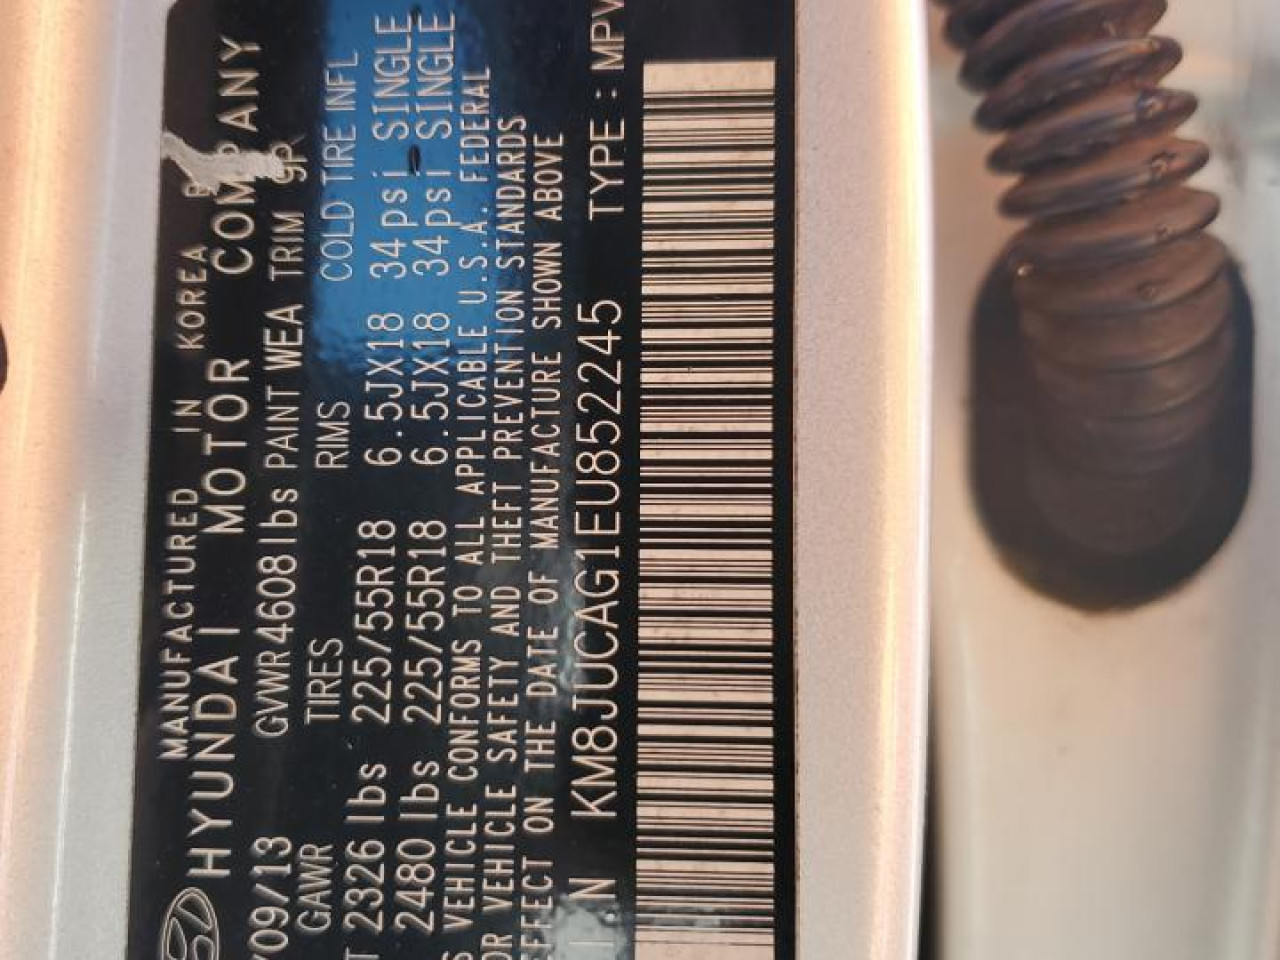 MANUFACTURED IN KOREA
HYUNDAI MOTOR COMPANY
09/13 GVWR4608lbs PAINT WEA TRIM 9P
GAWR TIRES RIMS COLD TIRE INFL
2326 lbs 225/55R18 6.5JX18 34psi SINGLE
2480 lbs 225/55R18 6.5JX18 34psi SINGLE
VEHICLE CONFORMS TO ALL APPLICABLE U.S.A. FEDERAL
OR VEHICLE SAFETY AND THEFT PREVENTION STANDARDS
EFFECT ON THE DATE OF MANUFACTURE SHOWN ABOVE
I.N KM8JUCAG1EU852245 TYPE : MPV